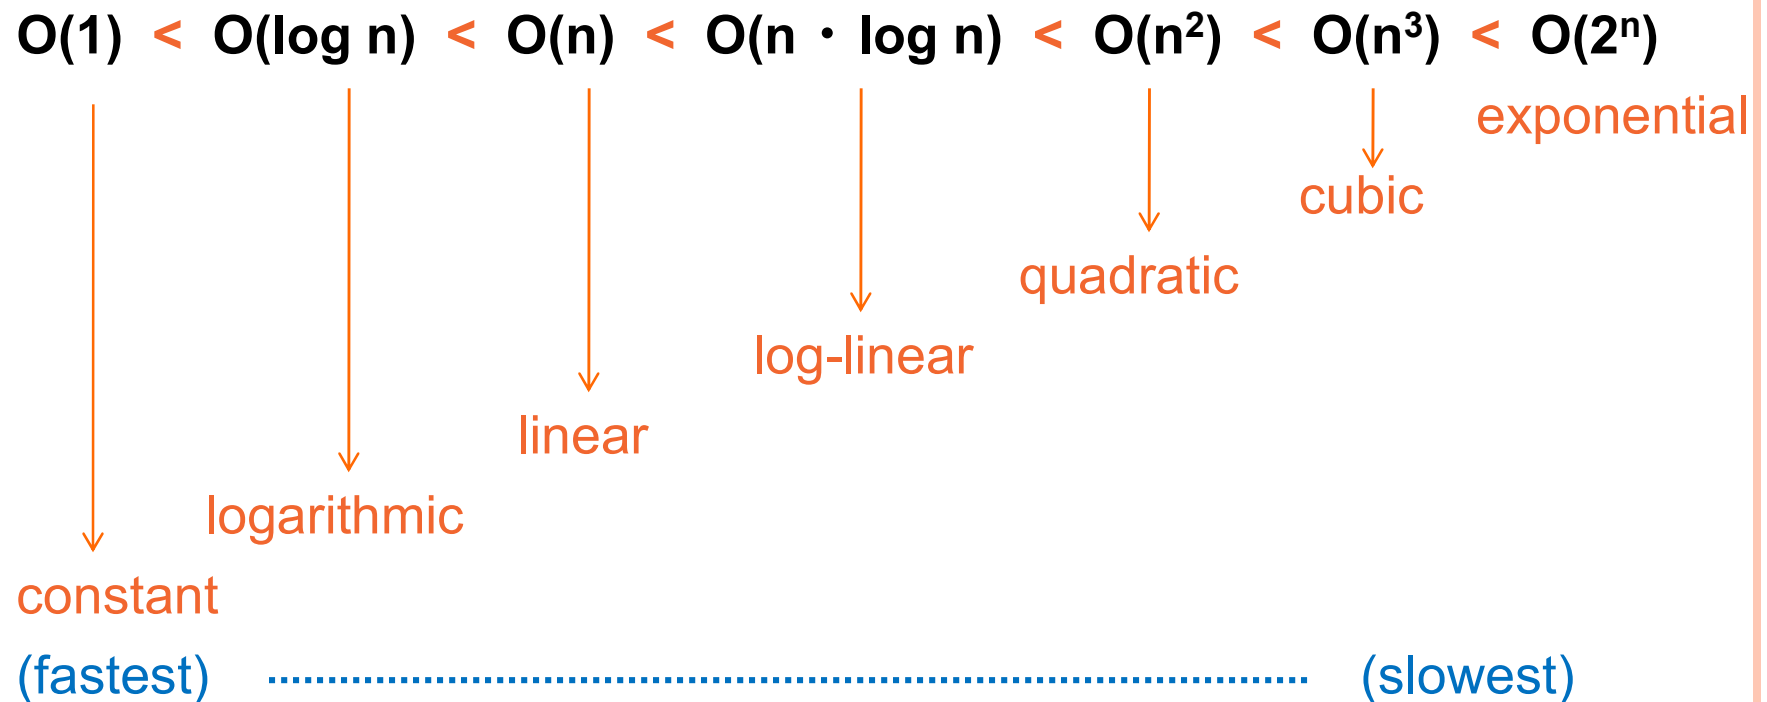 O(1) < O(log n) < O(n) < O(n · log n) < O(n²) < O(n³) < O(2ⁿ)
exponential
cubic
quadratic
log-linear
linear
logarithmic
constant
(fastest) ........................................ (slowest)